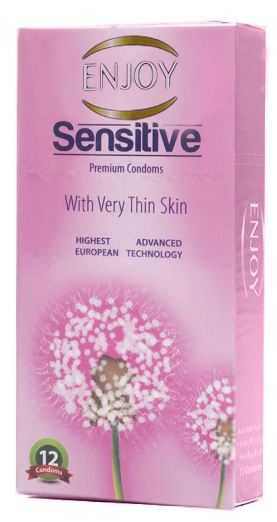 ENJOY
Sensitive
Premium Condoms
With Very Thin Skin
HIGHEST ADVANCED
EUROPEAN TECHNOLOGY
12
Condoms
ENJOY